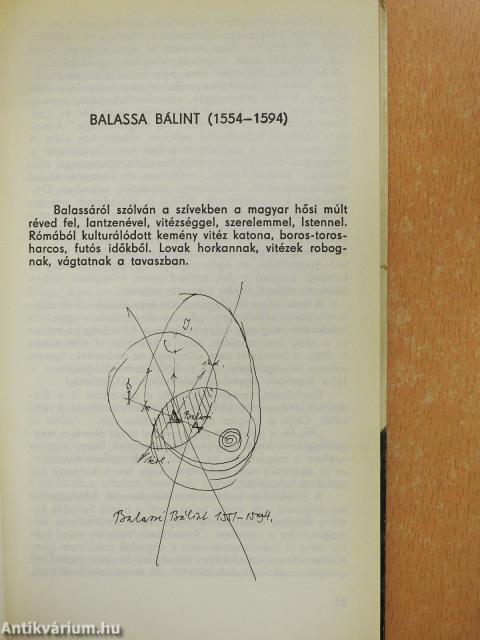 BALASSA BÁLINT (1554–1594)
Balassáról szólván a szívekben a magyar hősi múlt
réved fel, lantzenével, vitézséggel, szerelemmel, Istennel.
Rómából kulturálódott kemény vitéz katona, boros-toros-
harcos, futós időkből. Lovak horkannak, vitézek robog-
nak, vágtatnak a tavaszban.
J.
Balassi
Balassi Bálint 1551–1594.
Antikvárium.hu